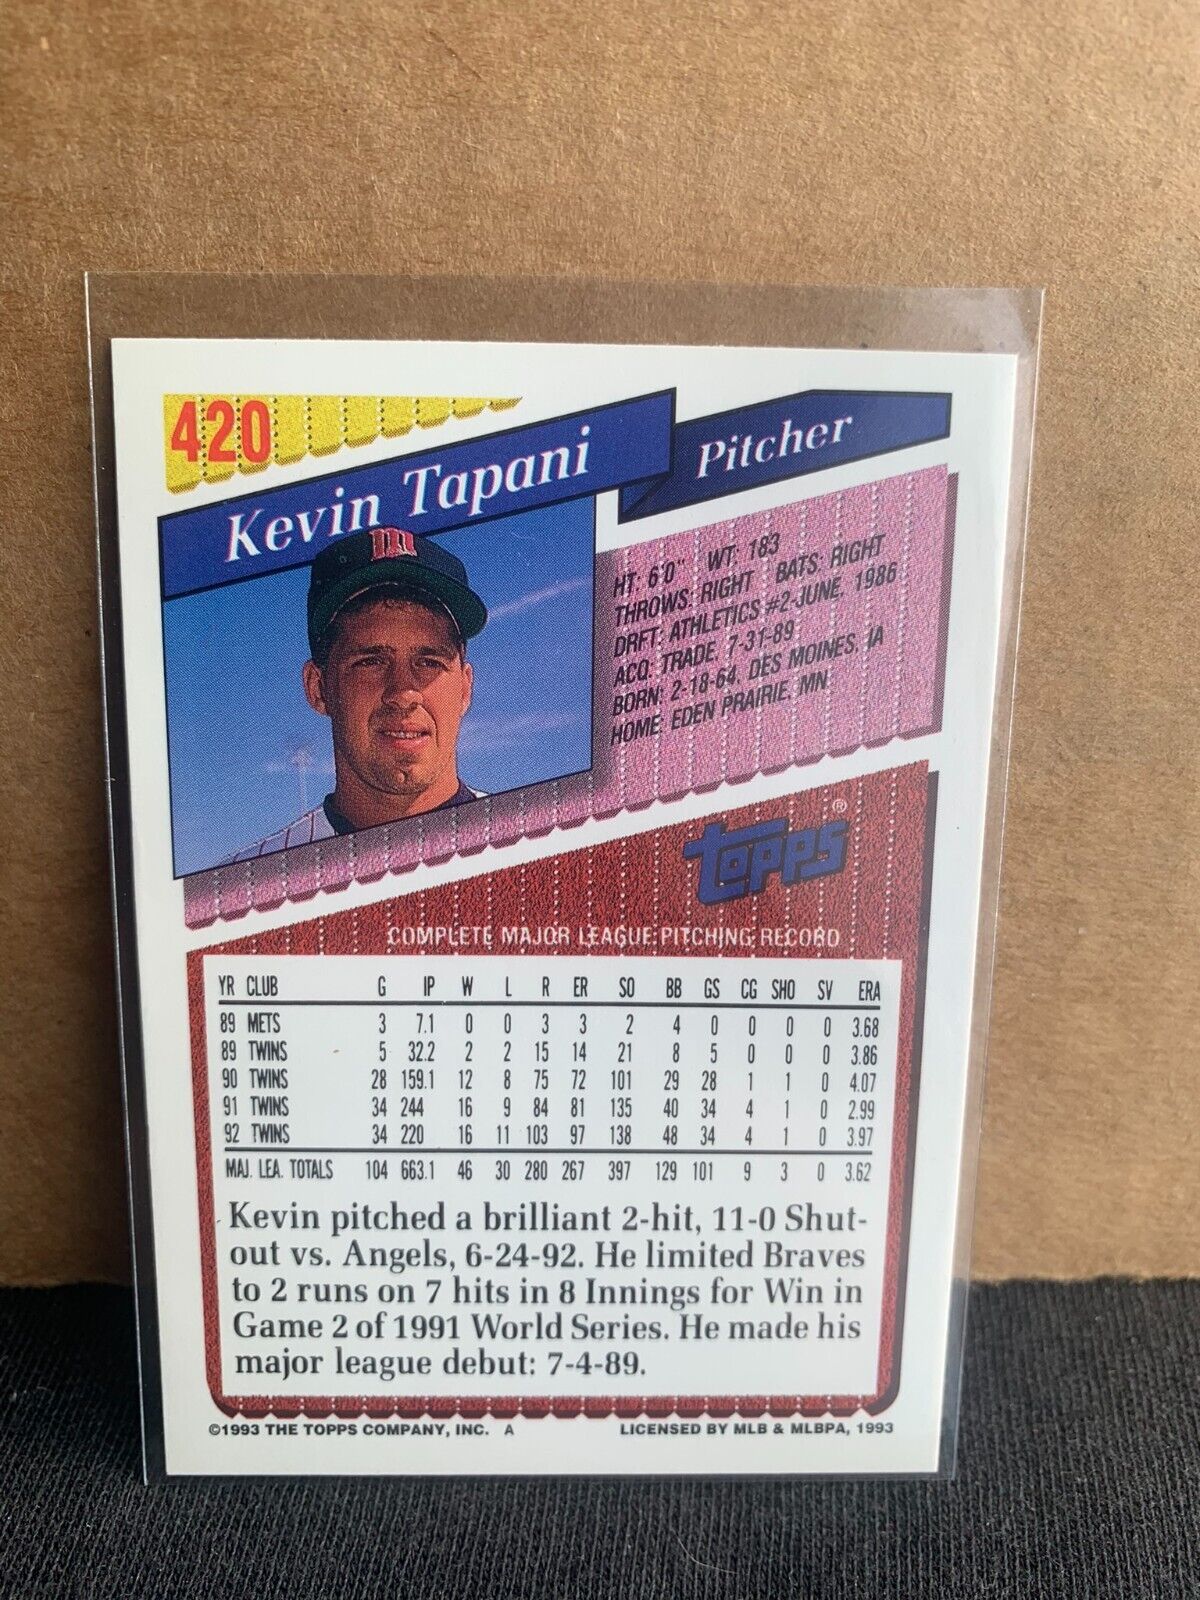 420
Kevin Tapani
Pitcher
m
HT: 6'0" WT: 183
THROWS: RIGHT BATS: RIGHT
DRFT: ATHLETICS #2-JUNE, 1986
ACQ: TRADE, 7-31-89
BORN: 2-18-64, DES MOINES, IA
HOME: EDEN PRAIRIE, MN
topps®
COMPLETE MAJOR LEAGUE PITCHING RECORD
YR CLUB G IP W L R ER SO BB GS CG SHO SV ERA
89 METS 3 7.1 0 0 3 3 2 4 0 0 0 0 3.68
89 TWINS 5 32.2 2 2 15 14 21 8 5 0 0 0 3.86
90 TWINS 28 159.1 12 8 75 72 101 29 28 1 1 0 4.07
91 TWINS 34 244 16 9 84 81 135 40 34 4 1 0 2.99
92 TWINS 34 220 16 11 103 97 138 48 34 4 1 0 3.97
MAJ. LEA. TOTALS 104 663.1 46 30 280 267 397 129 101 9 3 0 3.62
Kevin pitched a brilliant 2-hit, 11-0 Shut-
out vs. Angels, 6-24-92. He limited Braves
to 2 runs on 7 hits in 8 Innings for Win in
Game 2 of 1991 World Series. He made his
major league debut: 7-4-89.
©1993 THE TOPPS COMPANY, INC. A
LICENSED BY MLB & MLBPA, 1993